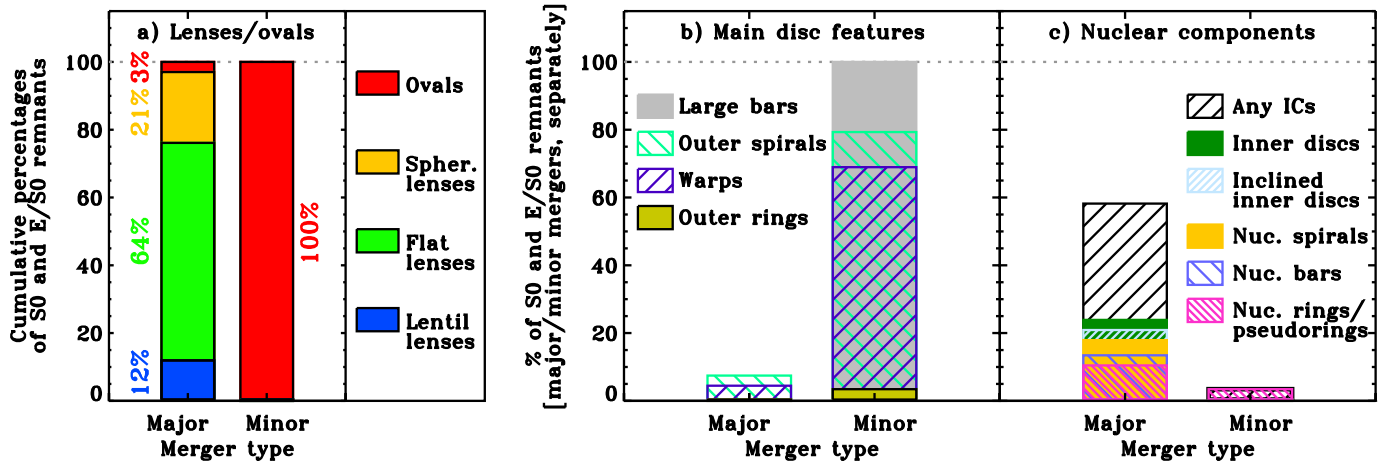 Cumulative percentages
of S0 and E/S0 remnants
a) Lenses/ovals
100
80
60
40
20
0
3%
21%
64%
12%
100%
Major
Minor
Merger type
Ovals
Spher.
lenses
Flat
lenses
Lentil
lenses
% of S0 and E/S0 remnants
[major/minor mergers, separately]
b) Main disc features
100
80
60
40
20
0
Large bars
Outer spirals
Warps
Outer rings
Major
Minor
Merger type
c) Nuclear components
Any ICs
Inner discs
Inclined
inner discs
Nuc. spirals
Nuc. bars
Nuc. rings/
pseudorings
Major
Minor
Merger type